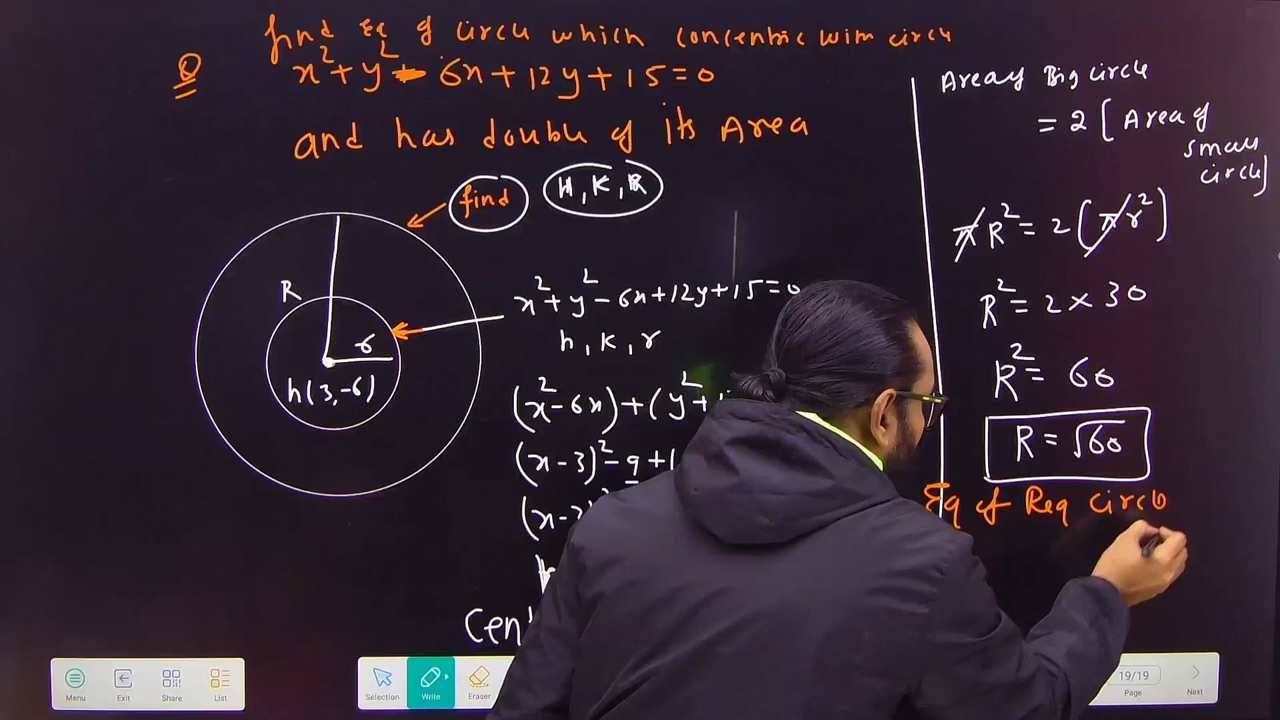 find Eq of circle which concentric with circle
Q x²+y²-6x+12y+15=0
and has double of its Area
find H, K, R
R
r
h(3,-6)
x²+y²-6x+12y+15=0
h, k, r
(x²-6x)+(y²+
(x-3)²-9+
(x-3)²
Cen
Area of Big circle
= 2 [Area of
small
circle]
πR²=2(πr²)
R²=2×30
R²= 60
R=√60
Eq of Req circle
Menu Exit Share List
Selection Write Eraser
19/19
Page Next